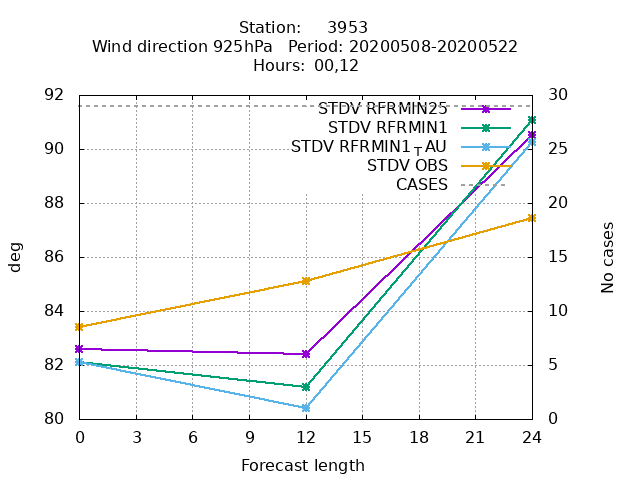 Station: 3953
Wind direction 925hPa Period: 20200508-20200522
Hours: 00,12
92 30
STDV RFRMIN25
STDV RFRMIN1
90 25
STDV RFRMIN1TAU
STDV OBS
CASES
88 20
86 15
deg
No cases
84 10
82 5
80 0
0 3 6 9 12 15 18 21 24
Forecast length